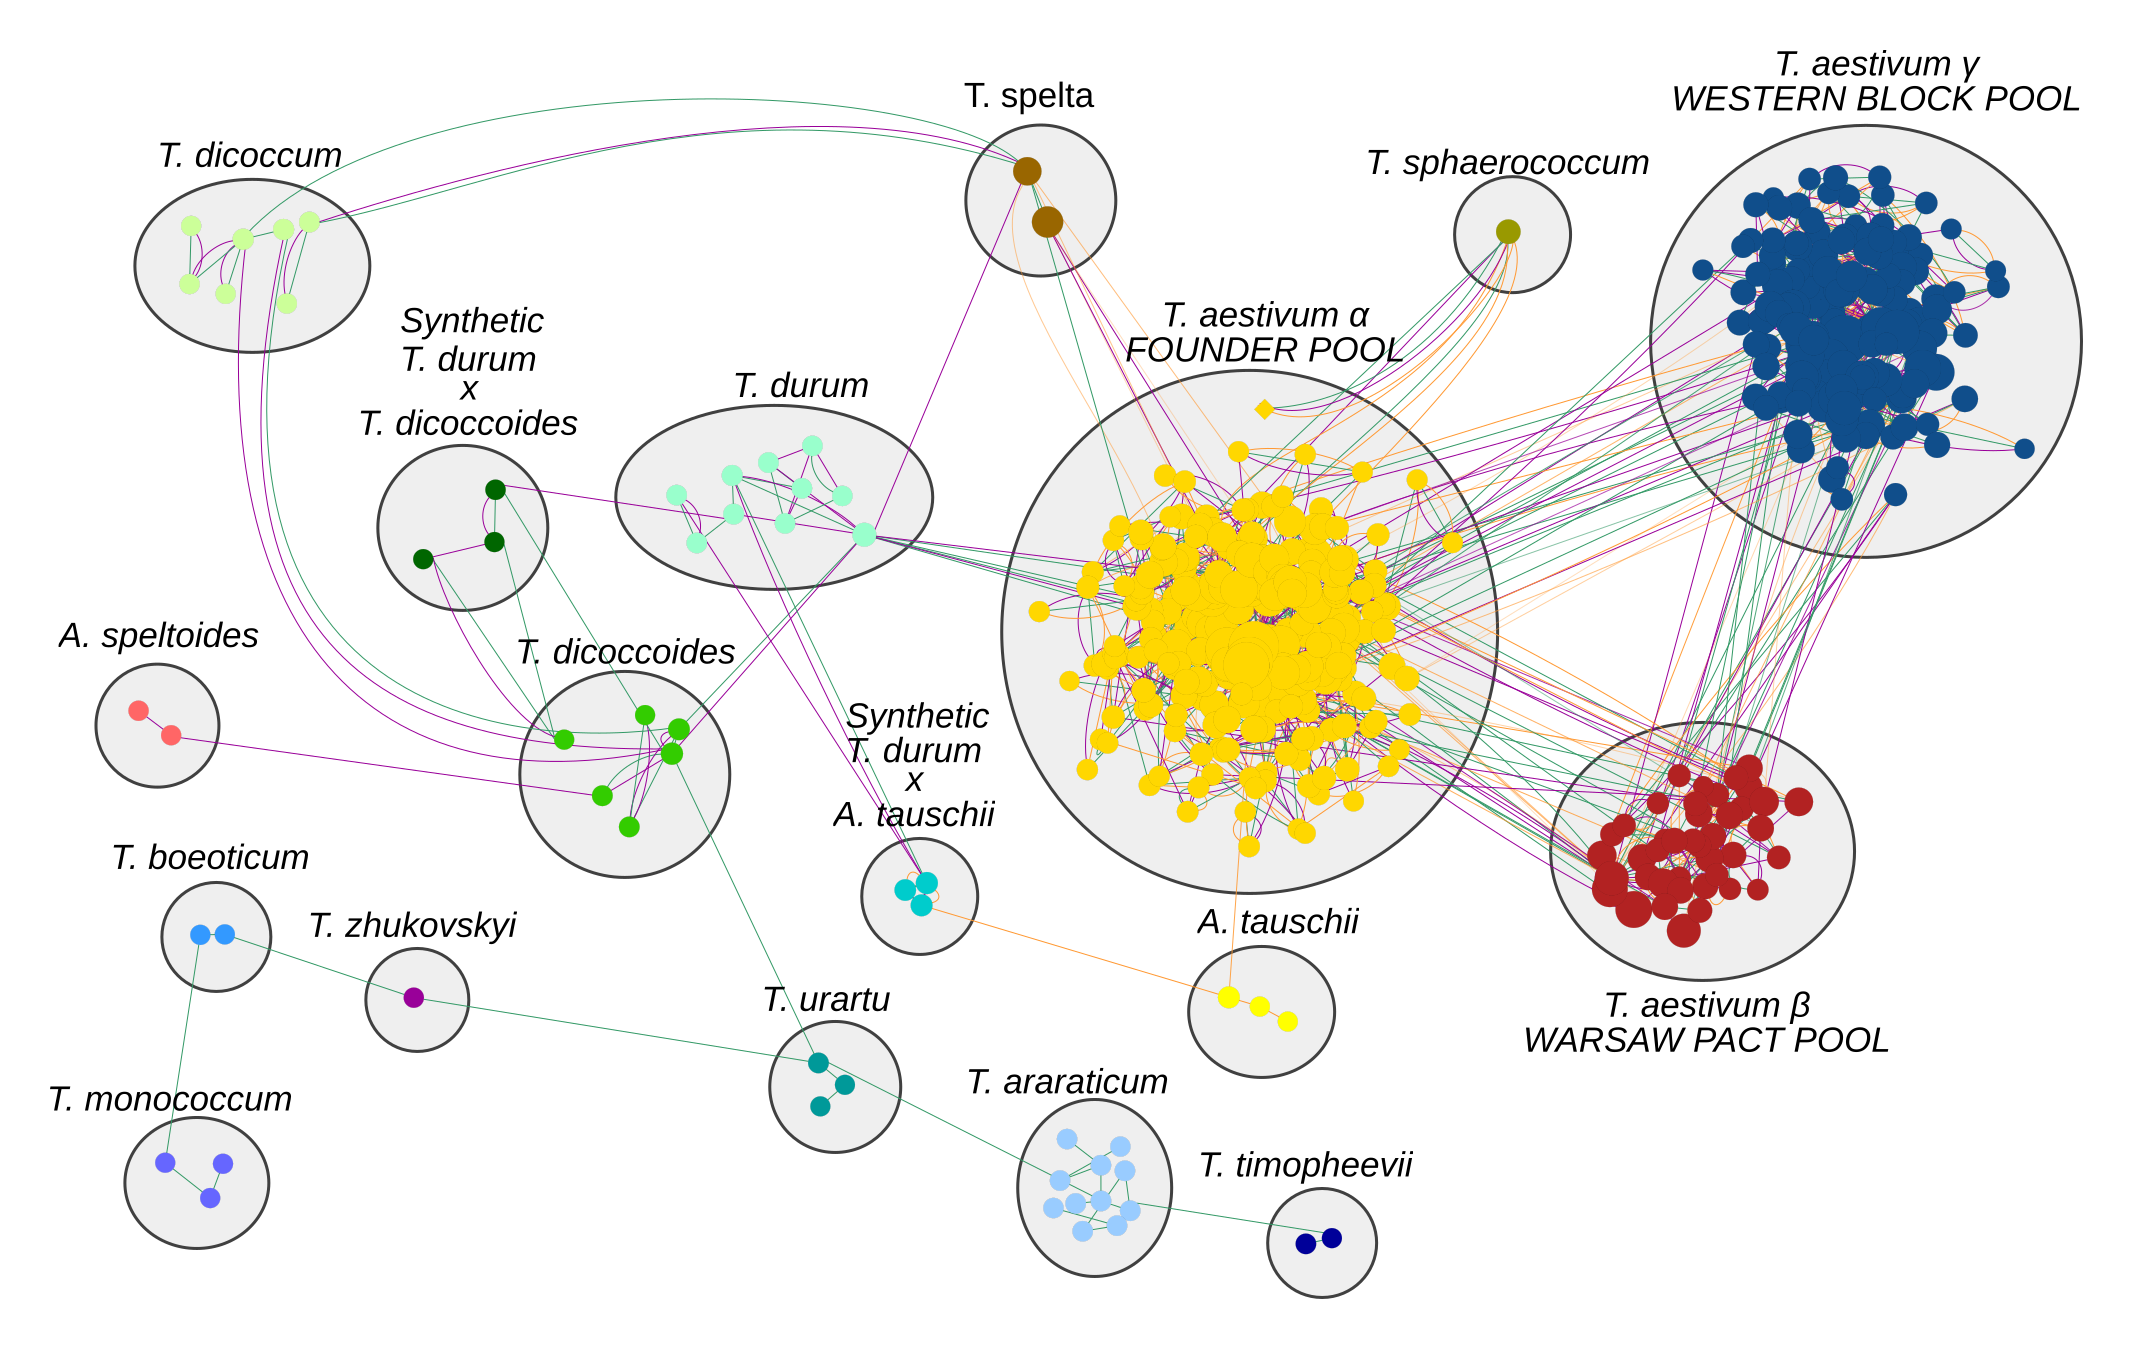 T. aestivum γ
WESTERN BLOCK POOL
T. spelta
T. dicoccum
T. sphaerococcum
Synthetic
T. durum
x
T. dicoccoides
T. aestivum α
FOUNDER POOL
T. durum
A. speltoides
T. dicoccoides
Synthetic
T. durum
x
A. tauschii
T. boeoticum
T. zhukovskyi
A. tauschii
T. urartu
T. aestivum β
WARSAW PACT POOL
T. monococcum
T. araraticum
T. timopheevii